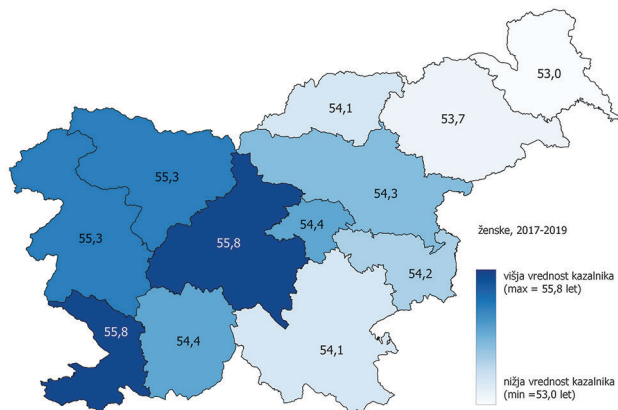 53,0
54,1
53,7
55,3
54,3
54,4
55,3
55,8
54,2
55,8
54,4
54,1
ženske, 2017-2019
višja vrednost kazalnika
(max = 55,8 let)
nižja vrednost kazalnika
(min =53,0 let)